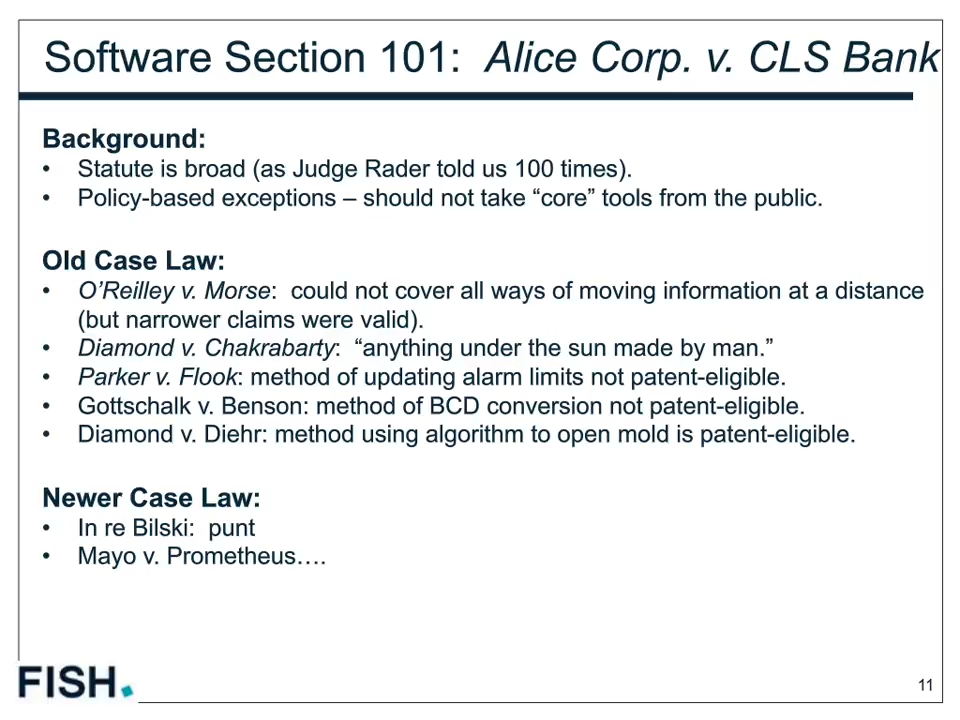 Software Section 101: Alice Corp. v. CLS Bank
Background:
• Statute is broad (as Judge Rader told us 100 times).
• Policy-based exceptions – should not take “core” tools from the public.
Old Case Law:
• O’Reilley v. Morse: could not cover all ways of moving information at a distance
(but narrower claims were valid).
• Diamond v. Chakrabarty: “anything under the sun made by man.”
• Parker v. Flook: method of updating alarm limits not patent-eligible.
• Gottschalk v. Benson: method of BCD conversion not patent-eligible.
• Diamond v. Diehr: method using algorithm to open mold is patent-eligible.
Newer Case Law:
• In re Bilski: punt
• Mayo v. Prometheus….
FISH.
11